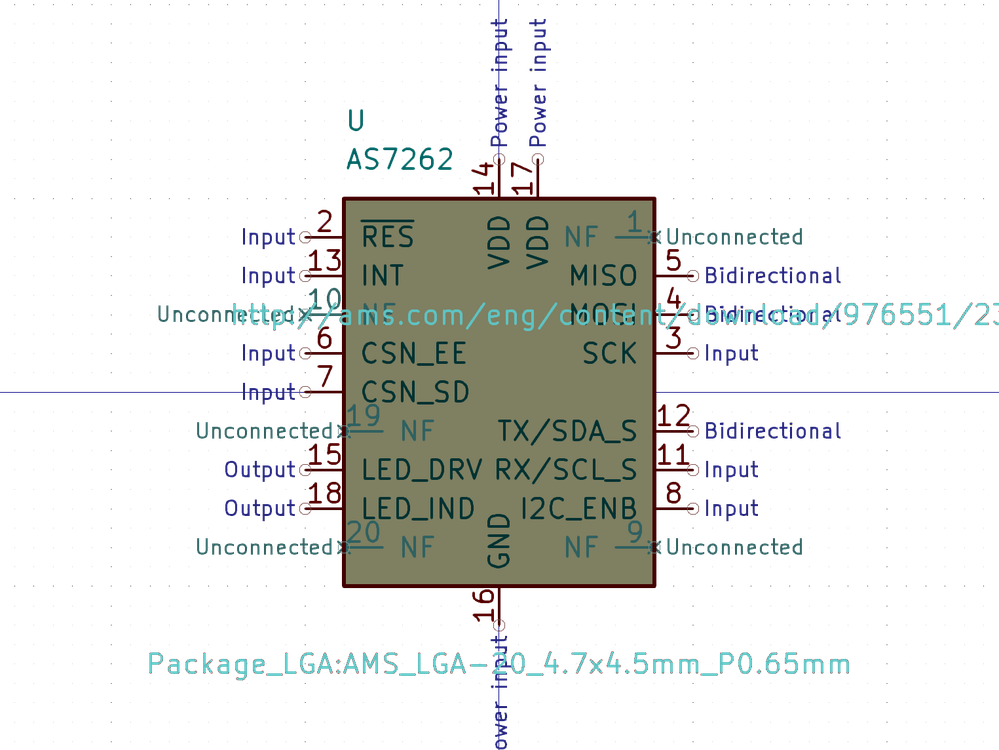 Power input
Power input
U
AS7262
14
17
Input
2
RES
VDD
VDD
NF
1
Unconnected
Input
13
INT
MISO
5
Bidirectional
Unconnected
10
NF
MOSI
4
Bidirectional
http://ams.com/eng/content/download/976551/23
Input
6
CSN_EE
SCK
3
Input
Input
7
CSN_SD
Unconnected
19
NF
TX/SDA_S
12
Bidirectional
Output
15
LED_DRV
RX/SCL_S
11
Input
Output
18
LED_IND
I2C_ENB
8
Input
Unconnected
20
NF
GND
NF
9
Unconnected
16
Package_LGA:AMS_LGA-20_4.7x4.5mm_P0.65mm
ower input